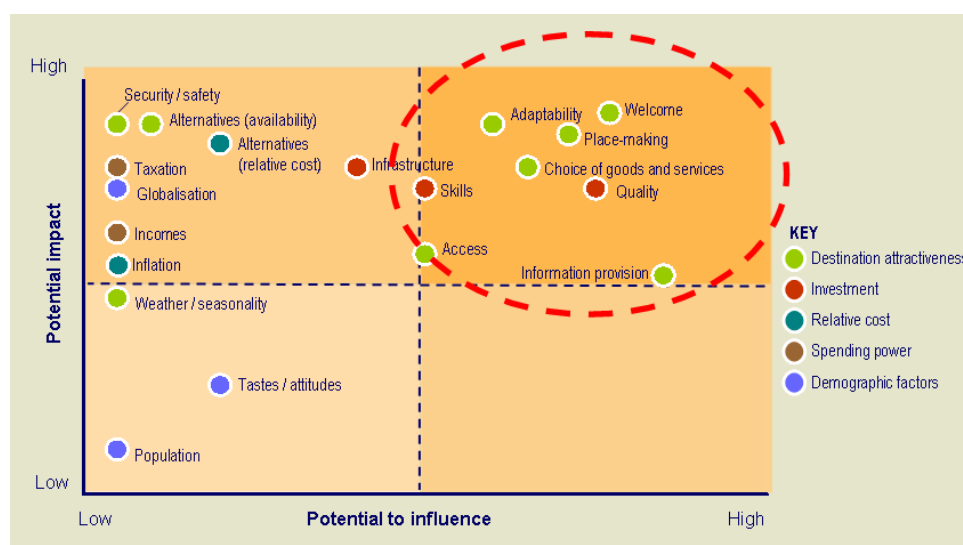 High
Security / safety
Alternatives (availability)
Alternatives
(relative cost)
Taxation
Globalisation
Infrastructure
Skills
Adaptability
Welcome
Place-making
Choice of goods and services
Quality
Incomes
Inflation
Access
Information provision
Weather / seasonality
Tastes / attitudes
Population
Potential impact
Low
Low
Potential to influence
High
KEY
Destination attractiveness
Investment
Relative cost
Spending power
Demographic factors